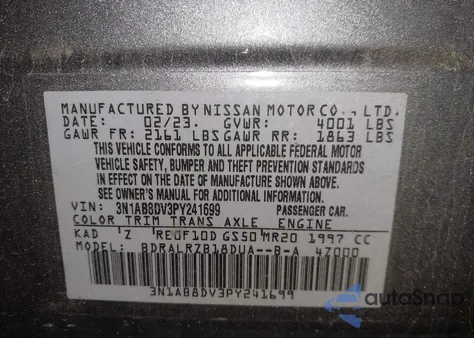 MANUFACTURED BY NISSAN MOTOR CO., LTD.
DATE: 02/23 GVWR: 4001 LBS
GAWR FR: 2161 LBS GAWR RR: 1863 LBS
THIS VEHICLE CONFORMS TO ALL APPLICABLE FEDERAL MOTOR
VEHICLE SAFETY, BUMPER AND THEFT PREVENTION STANDARDS
IN EFFECT ON THE DATE OF MANUFACTURE SHOWN ABOVE.
SEE OWNER'S MANUAL FOR ADDITIONAL INFORMATION.
VIN: 3N1AB8DV3PY241699 PASSENGER CAR.
COLOR TRIM TRANS AXLE ENGINE
KAD Z RE0F10D GS50 MR20 1997 CC
MODEL: BDRALRZB18DUA--B-A 4Z000
3N1AB8DV3PY241699
autoSnap